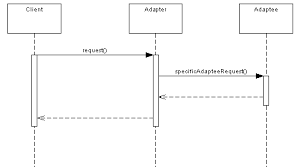 Client
Adapter
Adaptee
request()
specificAdapteeRequest()